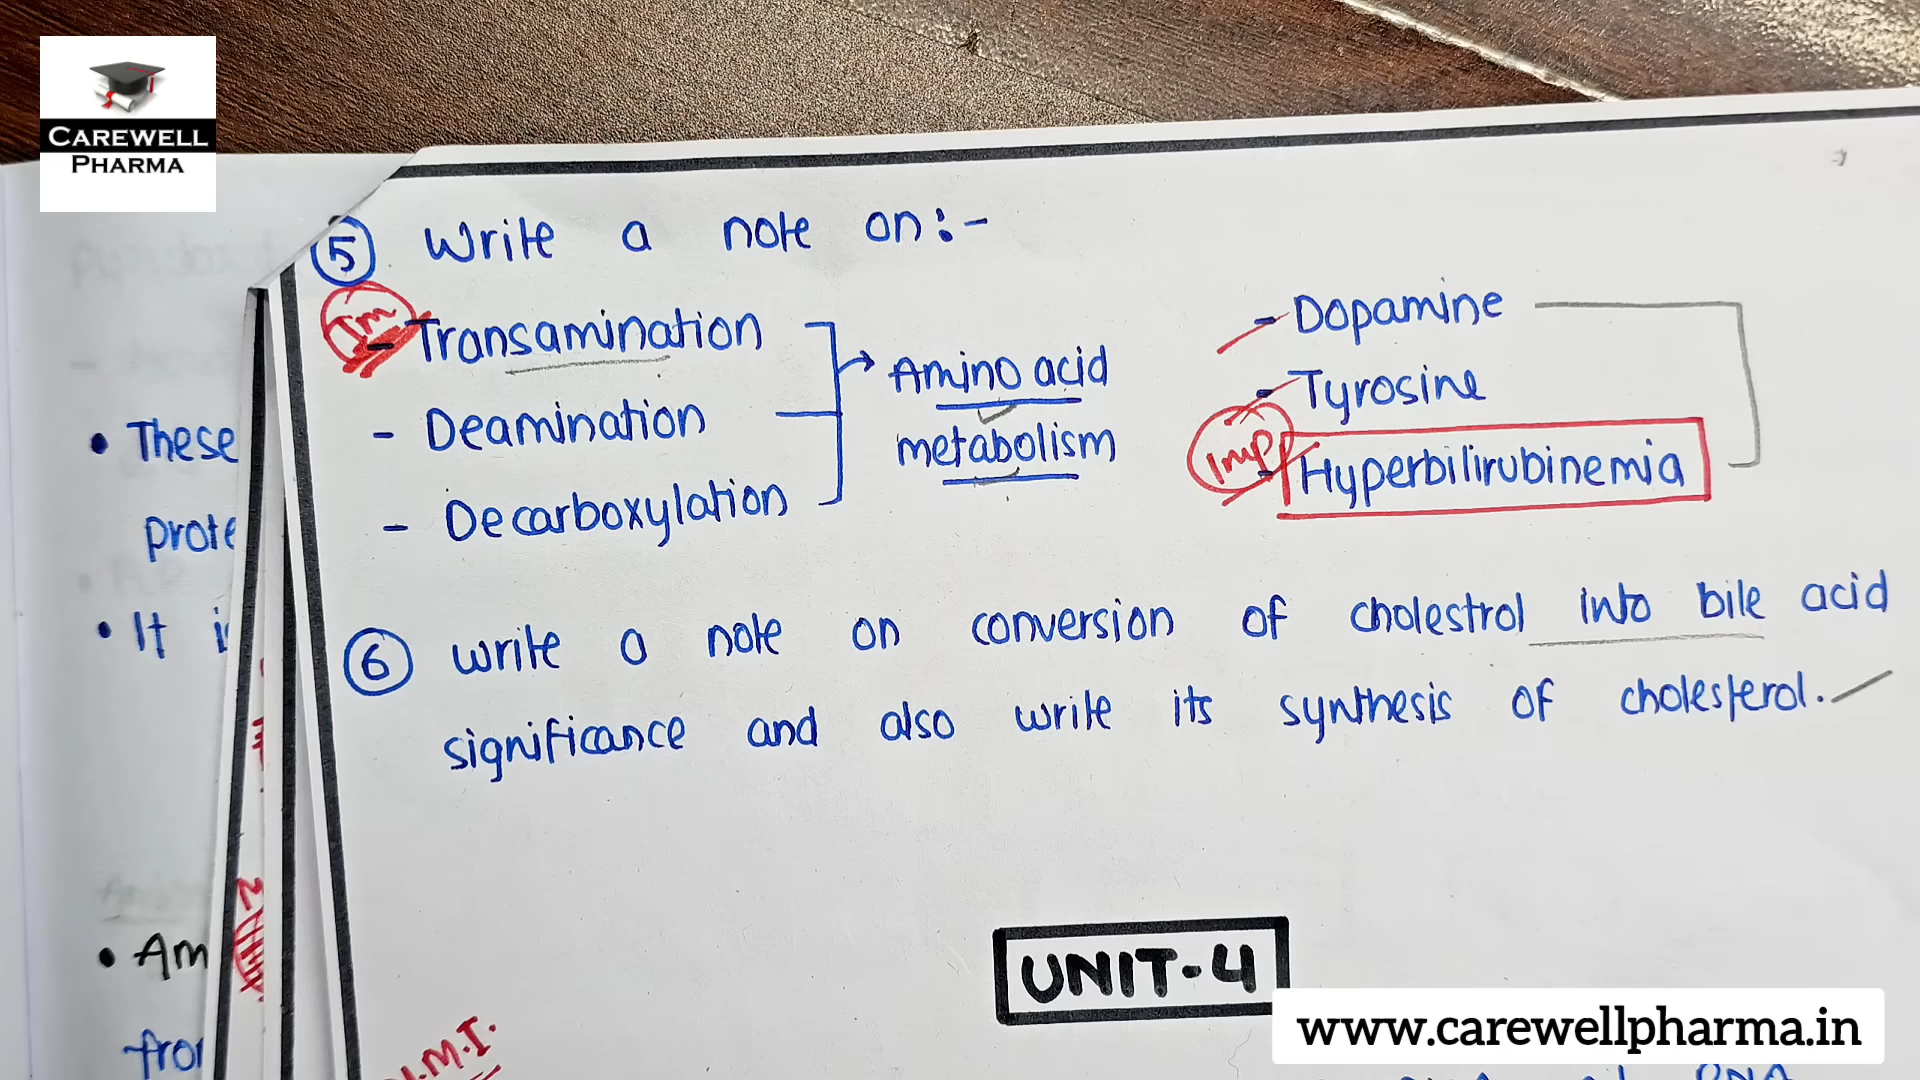 CAREWELL
PHARMA
5 Write a note on:-
Im
- Transamination
- Deamination
- Decarboxylation
Amino acid
metabolism
- Dopamine
- Tyrosine
Imp
- Hyperbilirubinemia
6 write a note on conversion of cholestrol into bile acid
significance and also write its synthesis of cholesterol.
UNIT-4
• These
prote
• It
• Am
from
.M.I.
www.carewellpharma.in